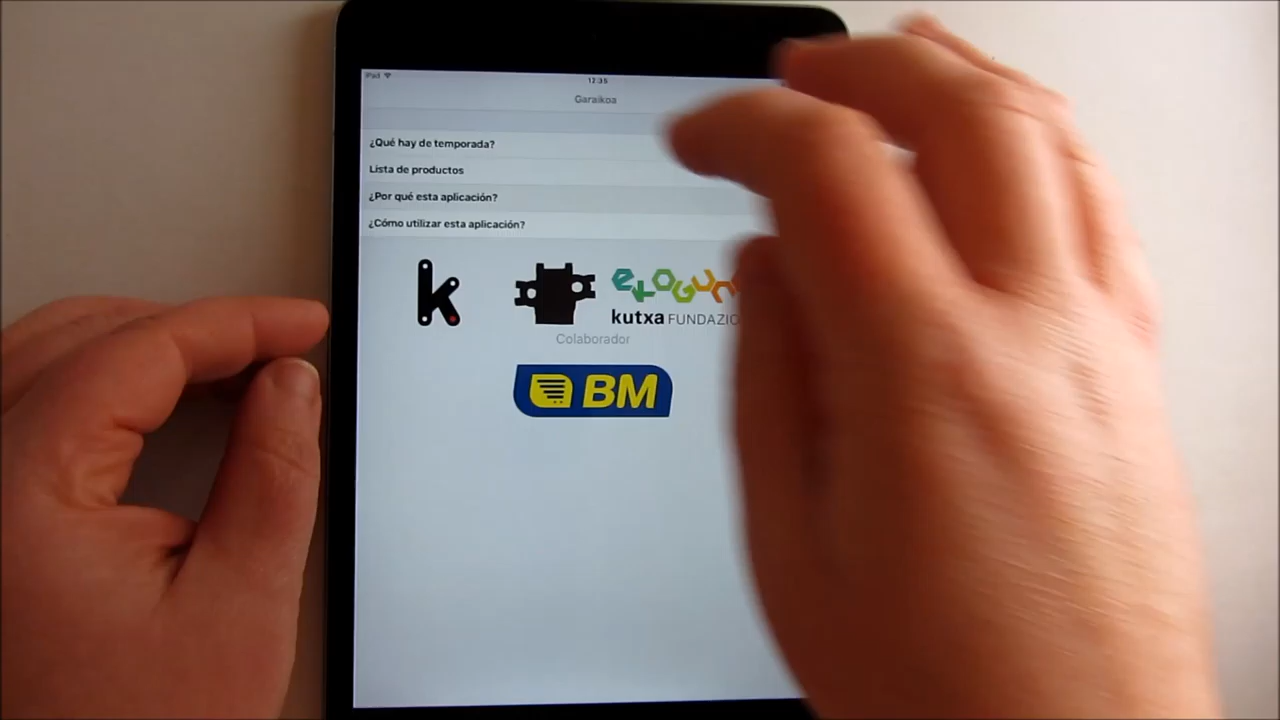 iPad
12:35
Garaikoa
¿Qué hay de temporada?
Lista de productos
¿Por qué esta aplicación?
¿Cómo utilizar esta aplicación?
k
kutxa
Colaborador
BM